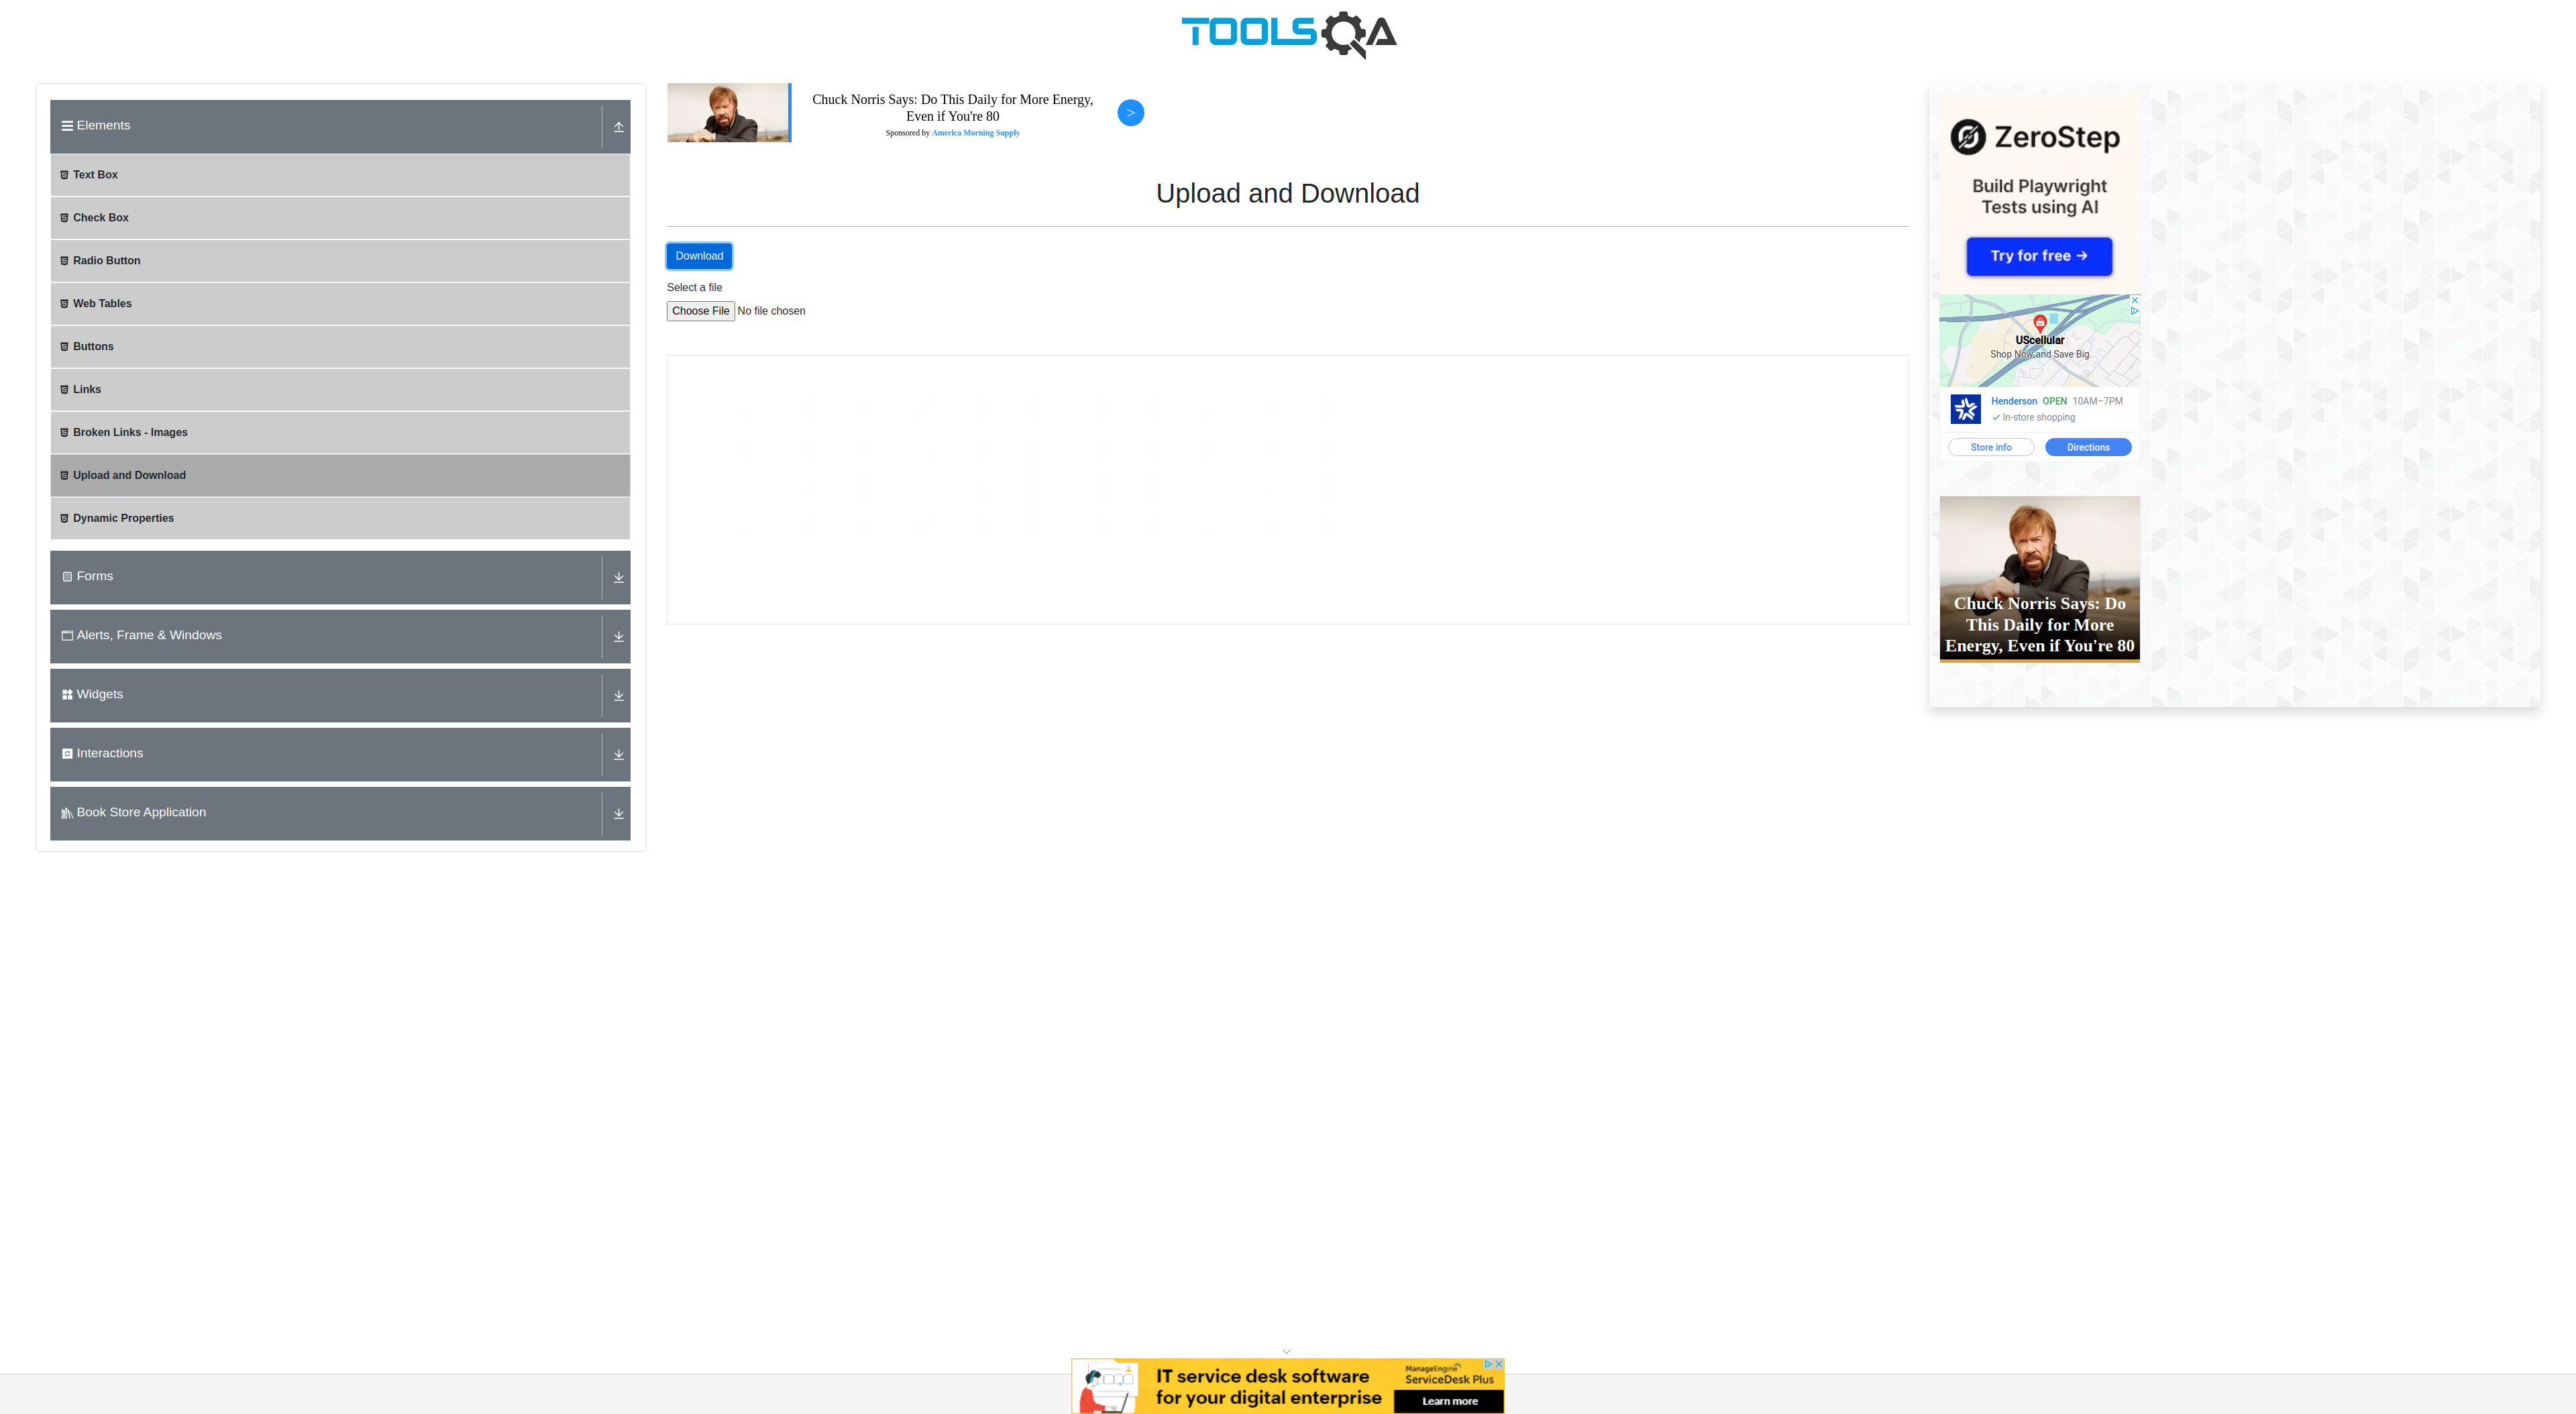 TOOLSQA
Elements
Text Box
Check Box
Radio Button
Web Tables
Buttons
Links
Broken Links - Images
Upload and Download
Dynamic Properties
Forms
Alerts, Frame & Windows
Widgets
Interactions
Book Store Application
Chuck Norris Says: Do This Daily for More Energy,
Even if You're 80
Sponsored by America Morning Supply
>
Upload and Download
Download
Select a file
Choose File No file chosen
ZeroStep
Build Playwright
Tests using AI
Try for free →
UScellular
Shop Now and Save Big
Henderson OPEN 10AM–7PM
In-store shopping
Store info Directions
Chuck Norris Says: Do
This Daily for More
Energy, Even if You're 80
IT service desk software
for your digital enterprise
ManageEngine
ServiceDesk Plus
Learn more